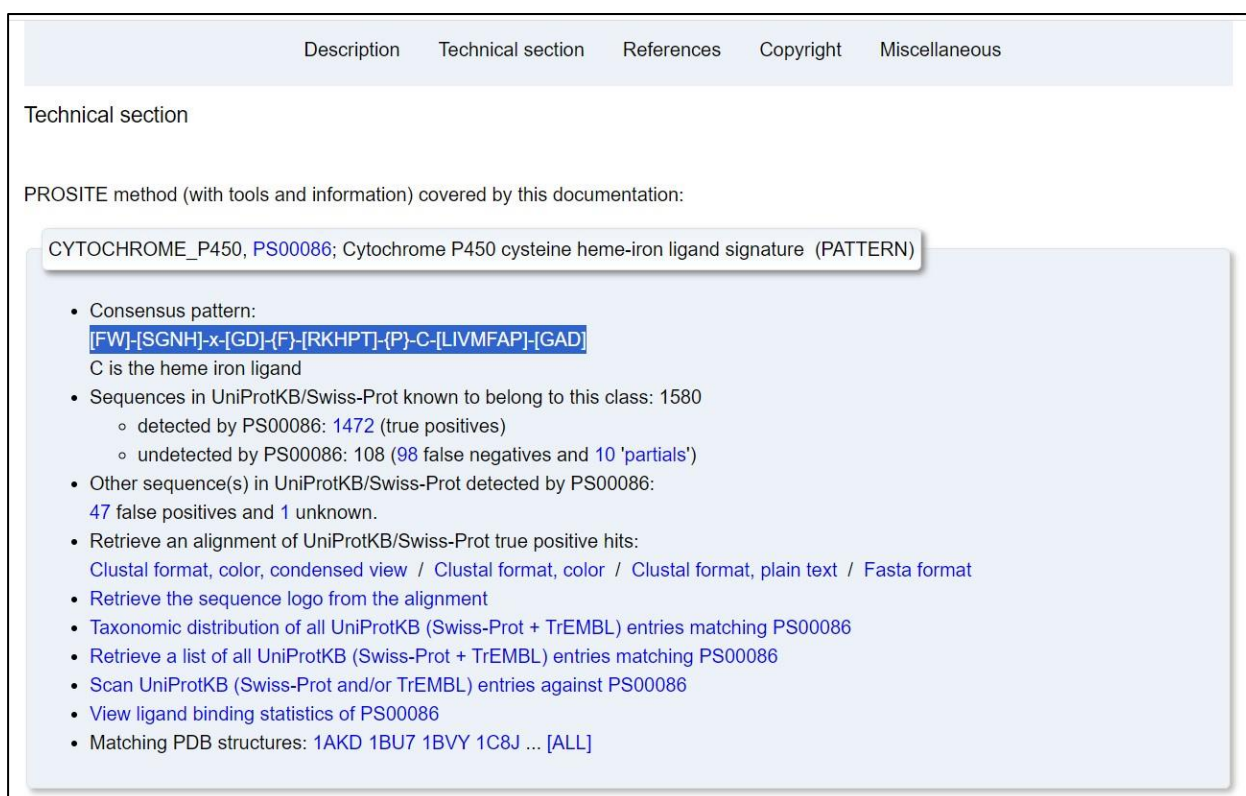 Description Technical section References Copyright Miscellaneous
Technical section
PROSITE method (with tools and information) covered by this documentation:
CYTOCHROME_P450, PS00086; Cytochrome P450 cysteine heme-iron ligand signature (PATTERN)
• Consensus pattern:
[FW]-[SGNH]-x-[GD]-{F}-[RKHPT]-{P}-C-[LIVMFAP]-[GAD]
C is the heme iron ligand
• Sequences in UniProtKB/Swiss-Prot known to belong to this class: 1580
◦ detected by PS00086: 1472 (true positives)
◦ undetected by PS00086: 108 (98 false negatives and 10 'partials')
• Other sequence(s) in UniProtKB/Swiss-Prot detected by PS00086:
47 false positives and 1 unknown.
• Retrieve an alignment of UniProtKB/Swiss-Prot true positive hits:
Clustal format, color, condensed view / Clustal format, color / Clustal format, plain text / Fasta format
• Retrieve the sequence logo from the alignment
• Taxonomic distribution of all UniProtKB (Swiss-Prot + TrEMBL) entries matching PS00086
• Retrieve a list of all UniProtKB (Swiss-Prot + TrEMBL) entries matching PS00086
• Scan UniProtKB (Swiss-Prot and/or TrEMBL) entries against PS00086
• View ligand binding statistics of PS00086
• Matching PDB structures: 1AKD 1BU7 1BVY 1C8J ... [ALL]